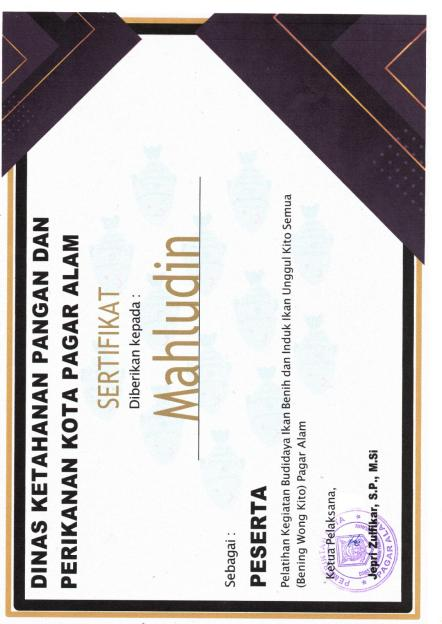 DINAS KETAHANAN PANGAN DAN
PERIKANAN KOTA PAGAR ALAM
SERTIFIKAT
Diberikan kepada :
Mahludin
Sebagai :
PESERTA
Pelatihan Kegiatan Budidaya Ikan Benih dan Induk Ikan Unggul Kito Semua
(Bening Wong Kito) Pagar Alam
Ketua Pelaksana,
Jepri Zulfikar, S.P., M.Si